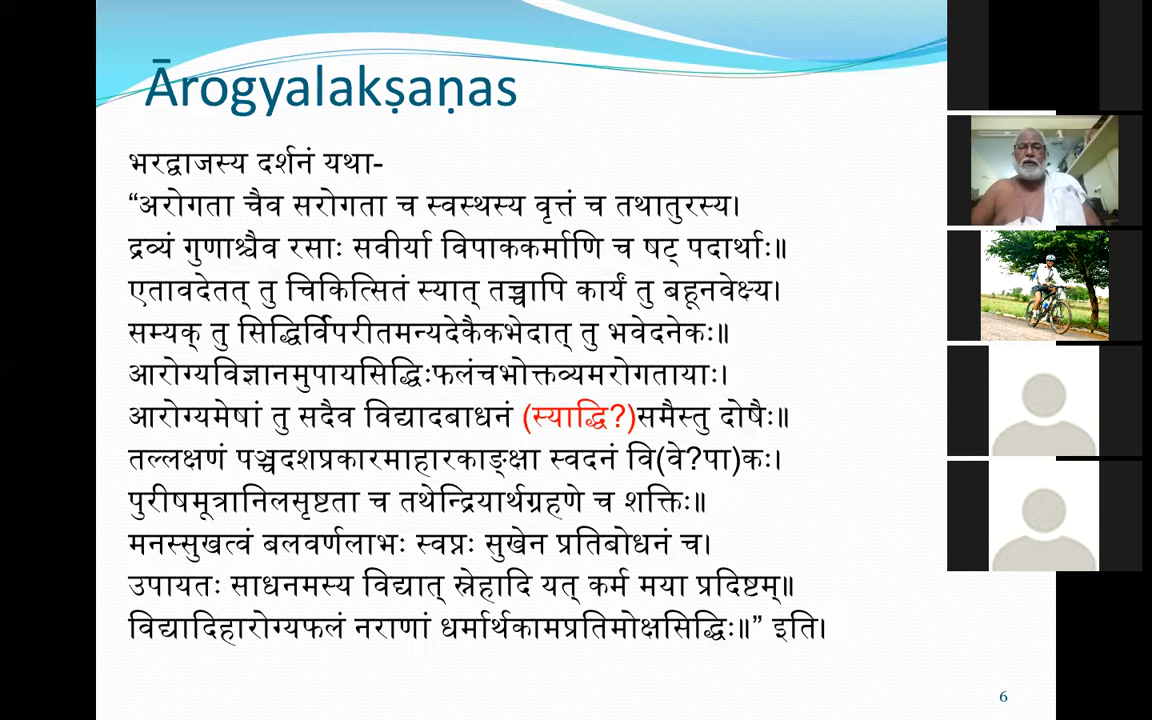 Ārogyalakṣaṇas
भरद्वाजस्य दर्शनं यथा-
“अरोगता चैव सरोगता च स्वस्थस्य वृत्तं च तथातुरस्य।
द्रव्यं गुणाश्चैव रसाः सवीर्या विपाककर्माणि च षट् पदार्थाः॥
एतावदेतत् तु चिकित्सितं स्यात् तच्चापि कार्यं तु बहूनवेक्ष्य।
सम्यक् तु सिद्धिर्विपरीतमन्यदेकैकभेदात् तु भवेदनेकः॥
आरोग्यविज्ञानमुपायसिद्धिःफलंचभोक्तव्यमरोगतायाः।
आरोग्यमेषां तु सदैव विद्यादबाधनं (स्याद्धि?)समैस्तु दोषैः॥
तल्लक्षणं पञ्चदशप्रकारमाहारकाङ्क्षा स्वदनं वि(वे?पा)कः।
पुरीषमूत्रानिलसृष्टता च तथेन्द्रियार्थग्रहणे च शक्तिः॥
मनस्सुखत्वं बलवर्णलाभः स्वप्नः सुखेन प्रतिबोधनं च।
उपायतः साधनमस्य विद्यात् स्नेहादि यत् कर्म मया प्रदिष्टम्॥
विद्यादिहारोग्यफलं नराणां धर्मार्थकामप्रतिमोक्षसिद्धिः॥” इति।
6